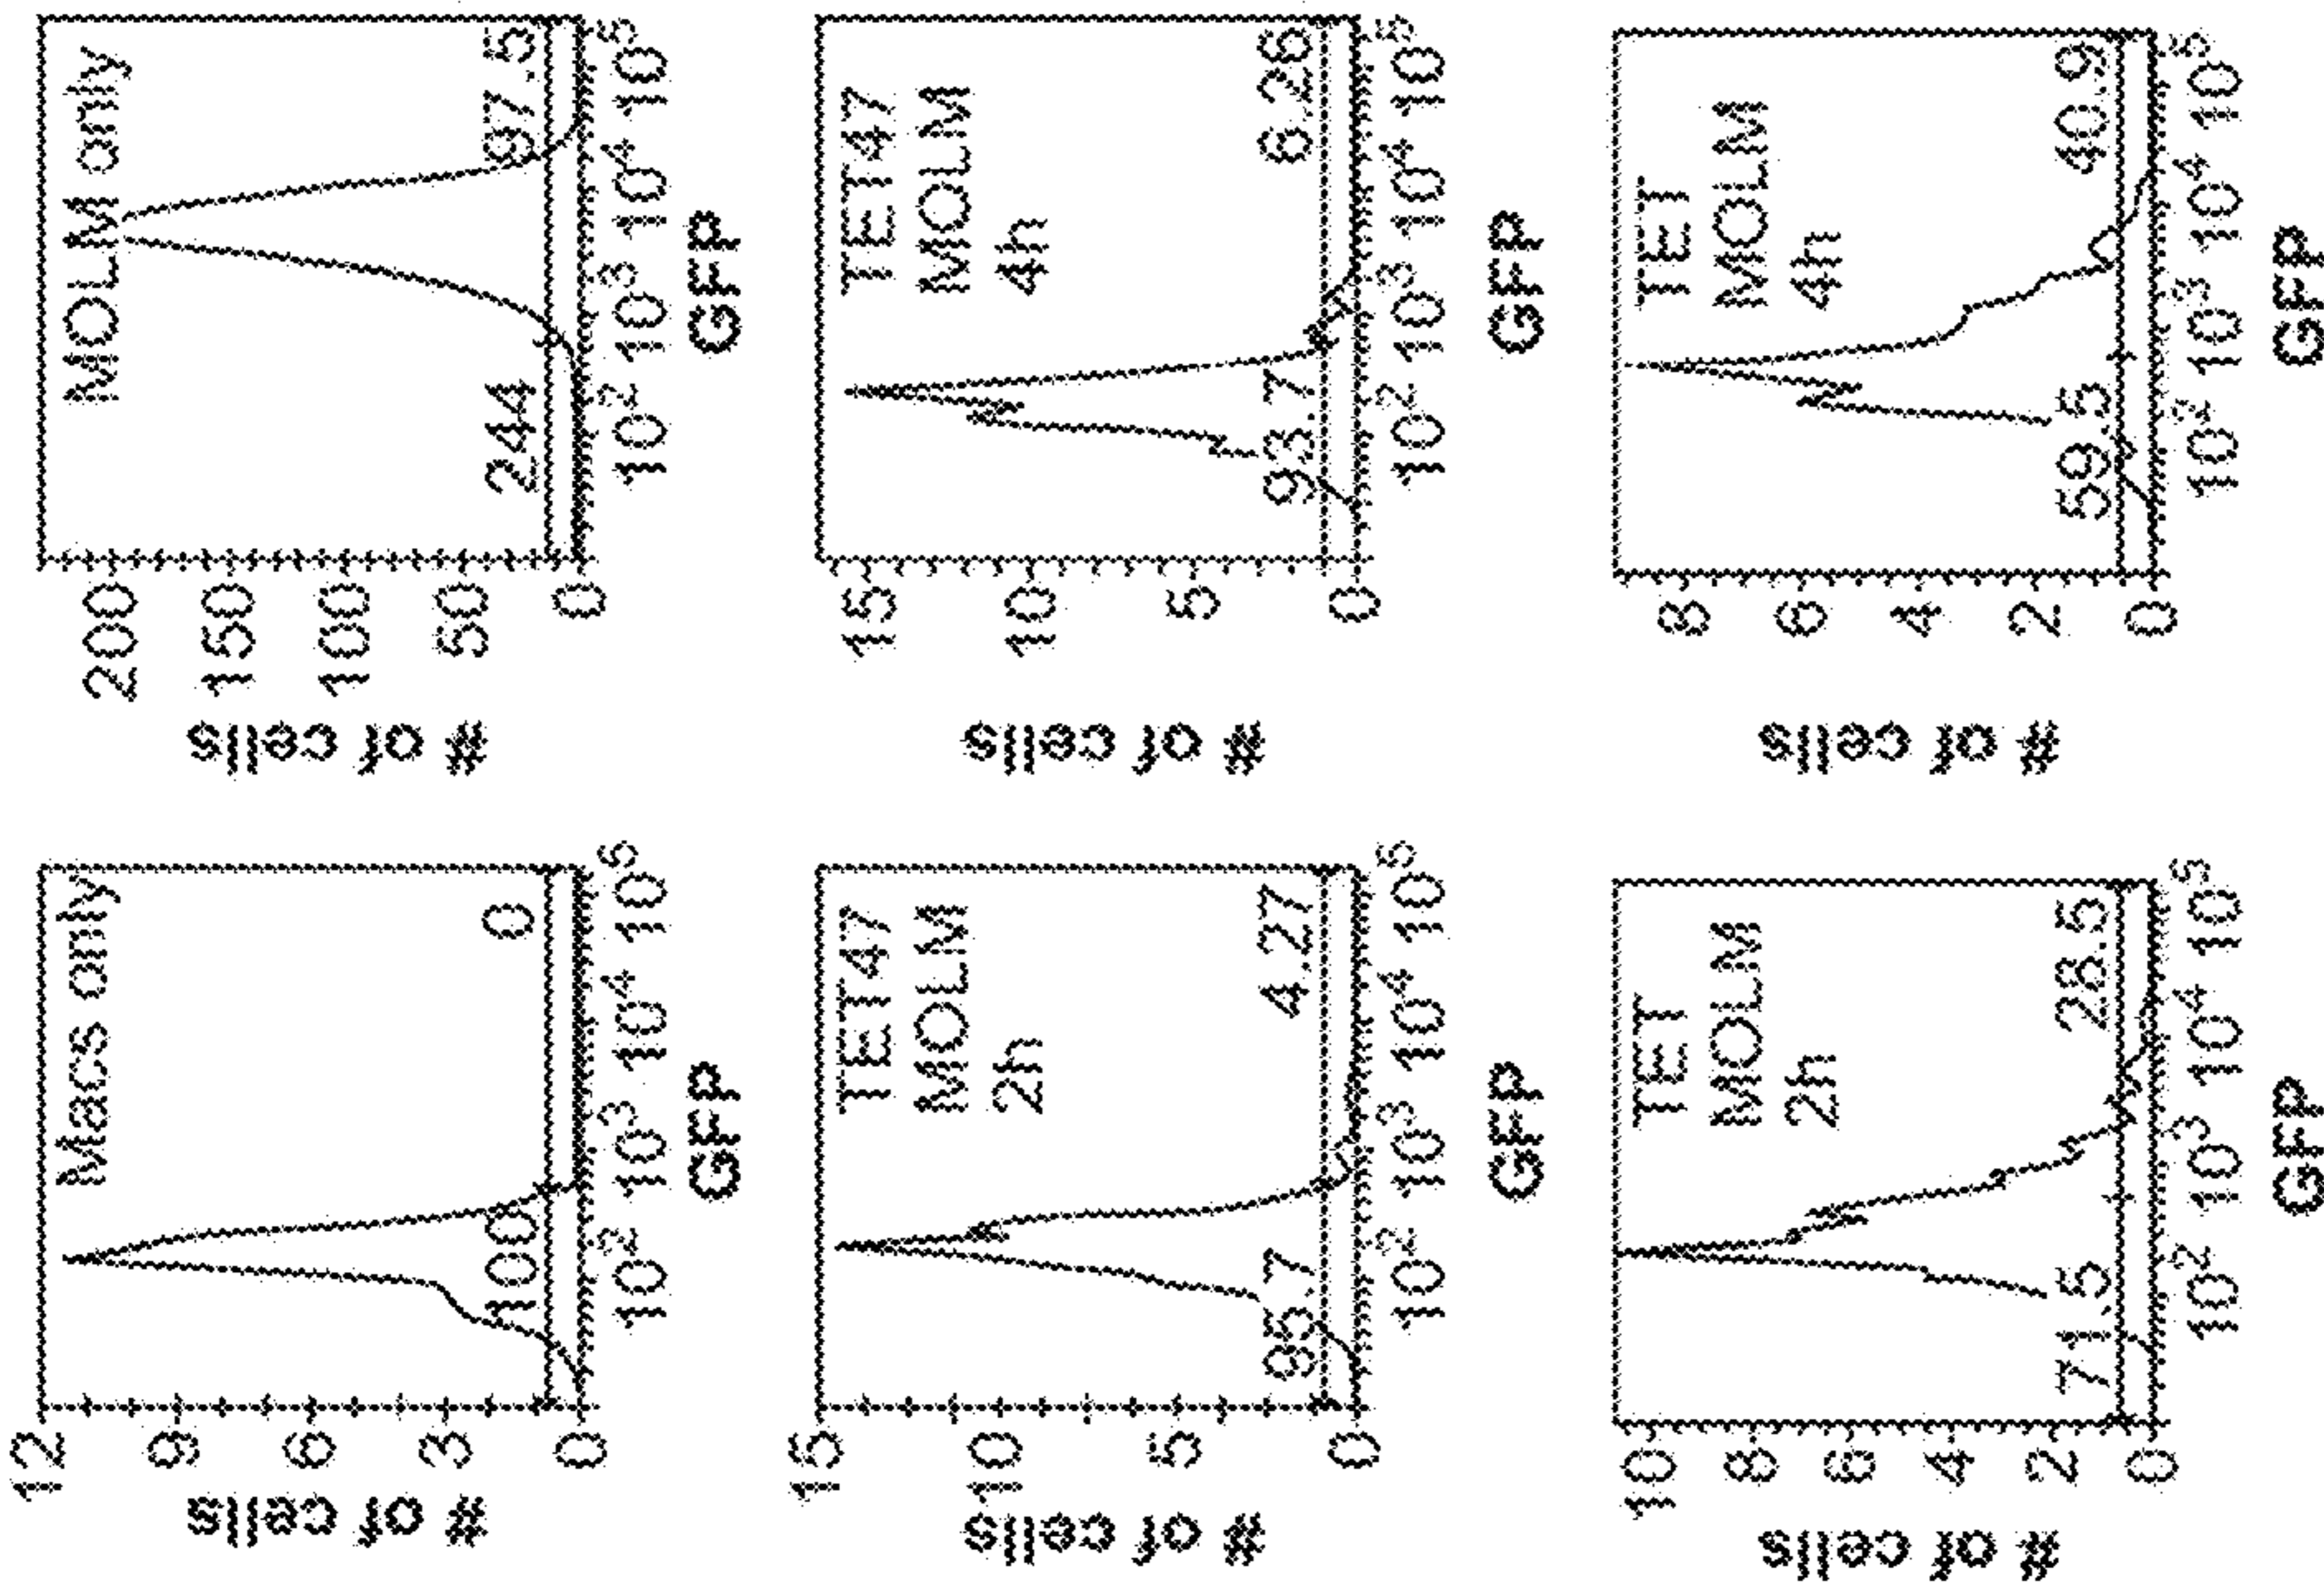 # of cells
12
9
6
3
0
Macs only
100
0
10² 10³ 10⁴ 10⁵
GFP
# of cells
200
150
100
50
0
MOLM only
244
97.5
10² 10³ 10⁴ 10⁵
GFP
# of cells
15
10
5
0
TET47
MOLM
2h
95.7
4.27
10² 10³ 10⁴ 10⁵
GFP
# of cells
15
10
5
0
TET47
MOLM
4h
93.7
6.26
10² 10³ 10⁴ 10⁵
GFP
# of cells
10
8
6
4
2
0
TET
MOLM
2h
71.5
28.5
10² 10³ 10⁴ 10⁵
GFP
# of cells
8
6
4
2
0
TET
MOLM
4h
59.5
40.9
10² 10³ 10⁴ 10⁵
GFP